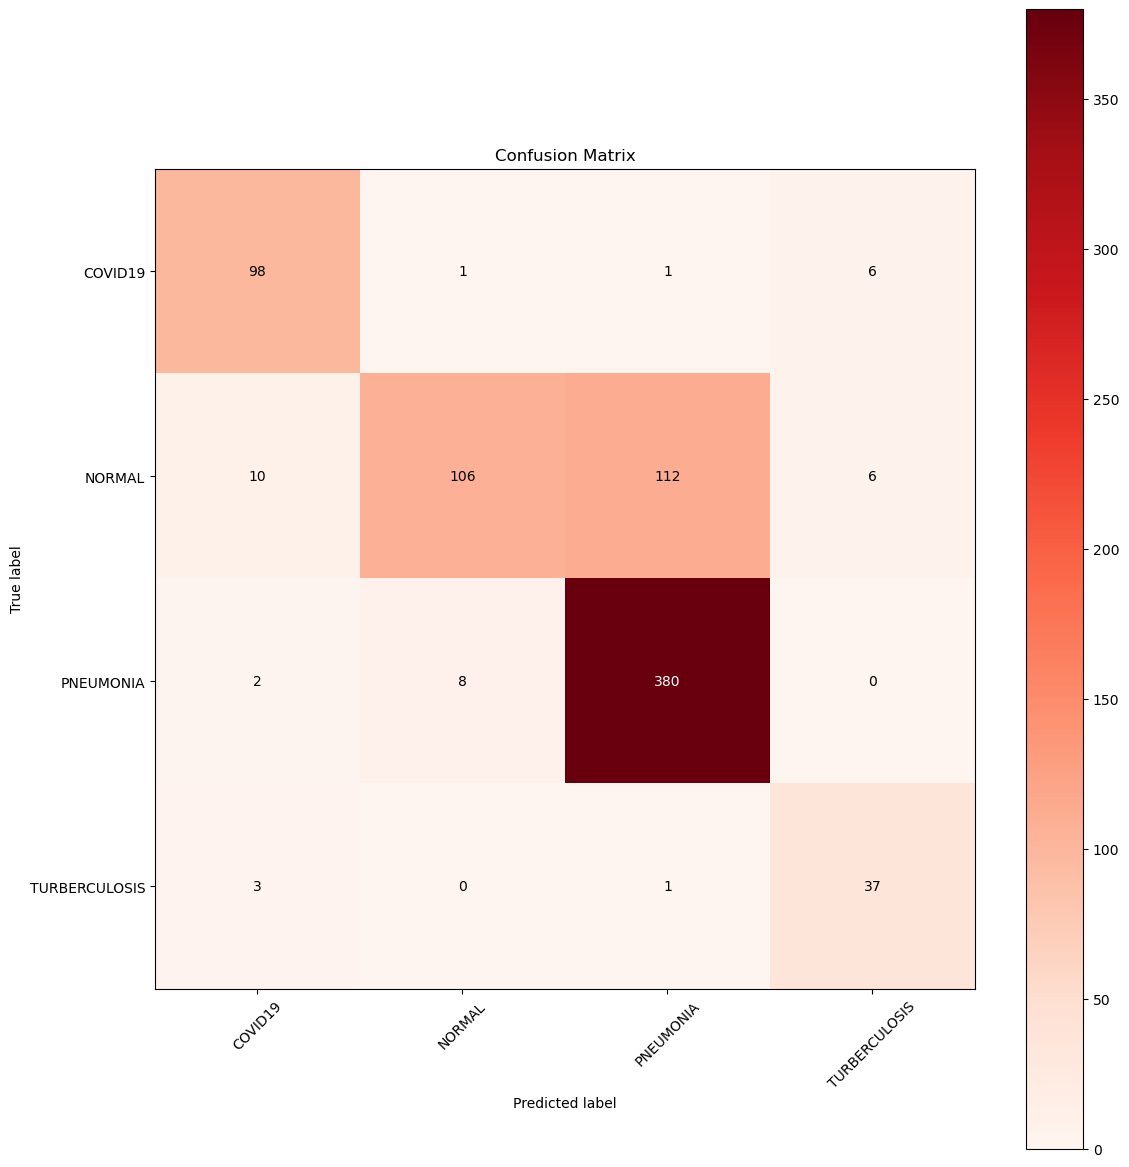 Confusion Matrix
COVID19 98 1 1 6
NORMAL 10 106 112 6
PNEUMONIA 2 8 380 0
TURBERCULOSIS 3 0 1 37
True label
COVID19 NORMAL PNEUMONIA TURBERCULOSIS
Predicted label
350
300
250
200
150
100
50
0